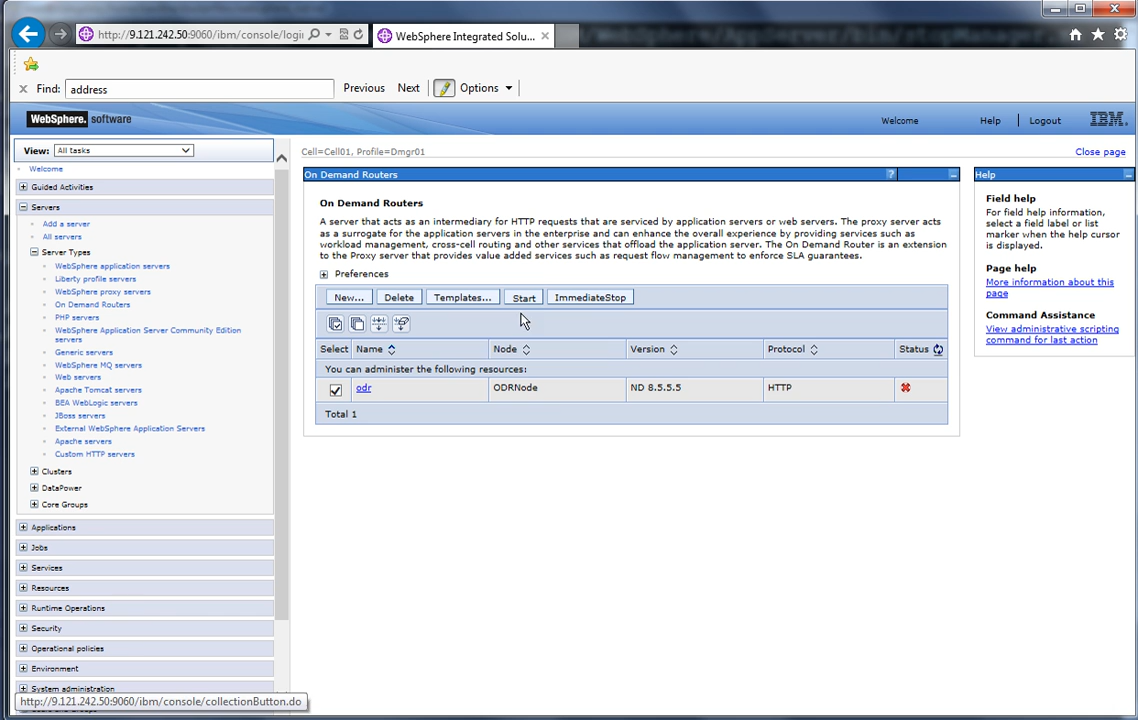 /WebSphere/AppServer/bin/stopManager.s
http://9.121.242.50:9060/ibm/console/logi
WebSphere Integrated Solu...
Find: address Previous Next Options
WebSphere. software
Welcome Help Logout IBM.
View: All tasks
Cell=Cell01, Profile=Dmgr01
Close page
Welcome
Guided Activities
Servers
Add a server
All servers
Server Types
WebSphere application servers
Liberty profile servers
WebSphere proxy servers
On Demand Routers
PHP servers
WebSphere Application Server Community Edition
servers
Generic servers
WebSphere MQ servers
Web servers
Apache Tomcat servers
BEA WebLogic servers
JBoss servers
External WebSphere Application Servers
Apache servers
Custom HTTP servers
Clusters
DataPower
Core Groups
Applications
Jobs
Services
Resources
Runtime Operations
Security
Operational policies
Environment
System administration
http://9.121.242.50:9060/ibm/console/collectionButton.do
On Demand Routers ?
On Demand Routers
A server that acts as an intermediary for HTTP requests that are serviced by application servers or web servers. The proxy server acts
as a surrogate for the application servers in the enterprise and can enhance the overall experience by providing services such as
workload management, cross-cell routing and other services that offload the application server. The On Demand Router is an extension
to the Proxy server that provides value added services such as request flow management to enforce SLA guarantees.
Preferences
New... Delete Templates... Start ImmediateStop
Select Name Node Version Protocol Status
You can administer the following resources:
odr ODRNode ND 8.5.5.5 HTTP
Total 1
Help
Field help
For field help information,
select a field label or list
marker when the help cursor
is displayed.
Page help
More information about this
page
Command Assistance
View administrative scripting
command for last action